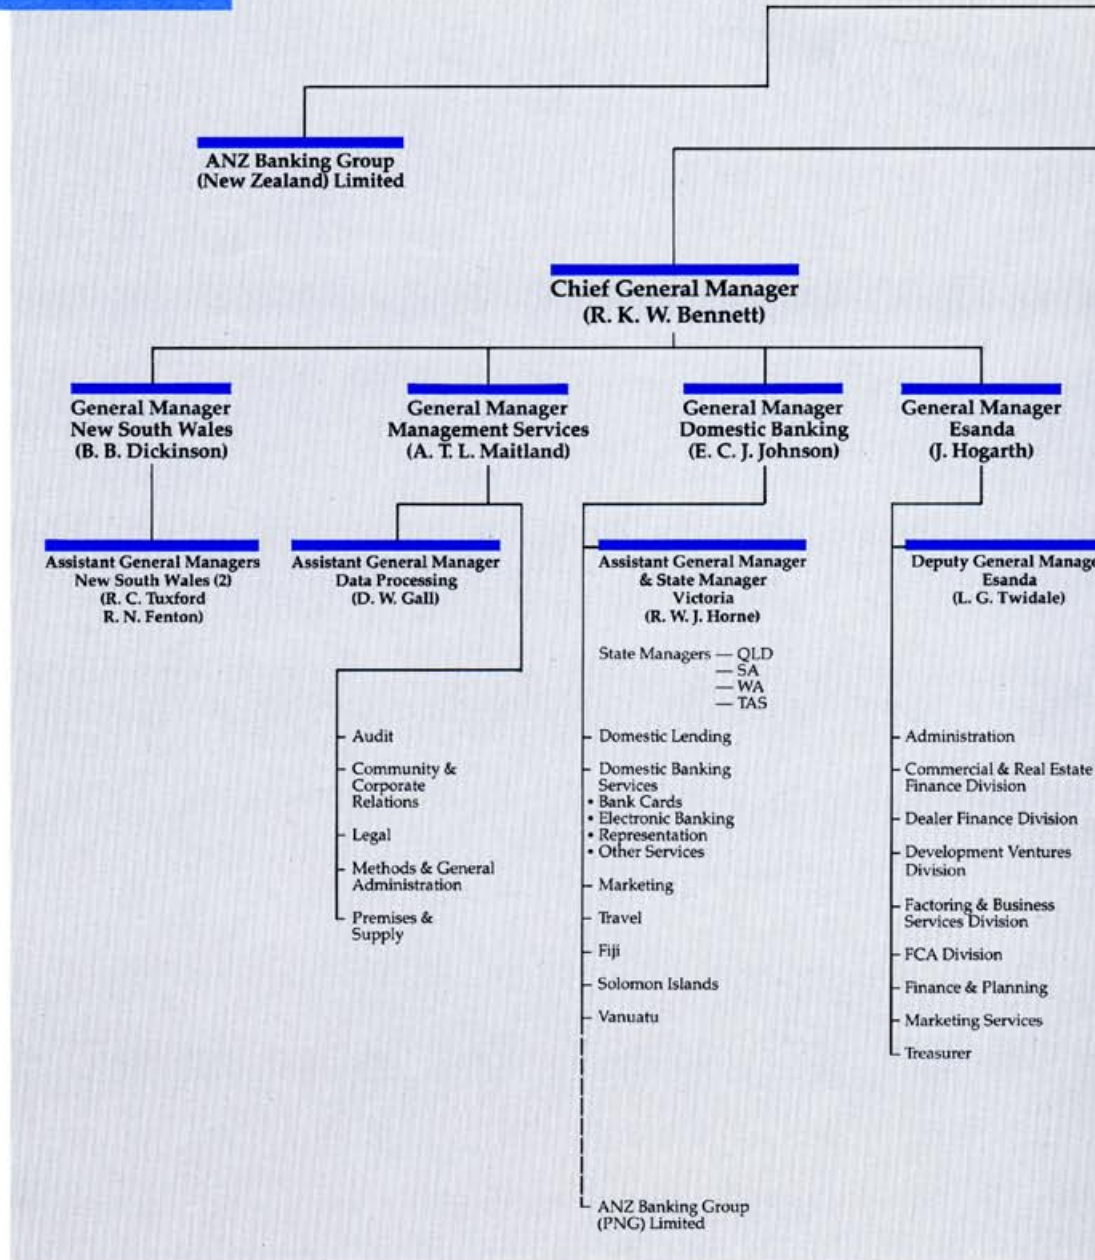 ANZ Banking Group
(New Zealand) Limited
Chief General Manager
(R. K. W. Bennett)
General Manager
New South Wales
(B. B. Dickinson)
General Manager
Management Services
(A. T. L. Maitland)
General Manager
Domestic Banking
(E. C. J. Johnson)
General Manager
Esanda
(J. Hogarth)
Assistant General Managers
New South Wales (2)
(R. C. Tuxford
R. N. Fenton)
Assistant General Manager
Data Processing
(D. W. Gall)
Audit
Community &
Corporate
Relations
Legal
Methods & General
Administration
Premises &
Supply
Assistant General Manager
& State Manager
Victoria
(R. W. J. Horne)
State Managers — QLD
— SA
— WA
— TAS
Domestic Lending
Domestic Banking
Services
• Bank Cards
• Electronic Banking
• Representation
• Other Services
Marketing
Travel
Fiji
Solomon Islands
Vanuatu
ANZ Banking Group
(PNG) Limited
Deputy General Manage
Esanda
(L. G. Twidale)
Administration
Commercial & Real Estate
Finance Division
Dealer Finance Division
Development Ventures
Division
Factoring & Business
Services Division
FCA Division
Finance & Planning
Marketing Services
Treasurer